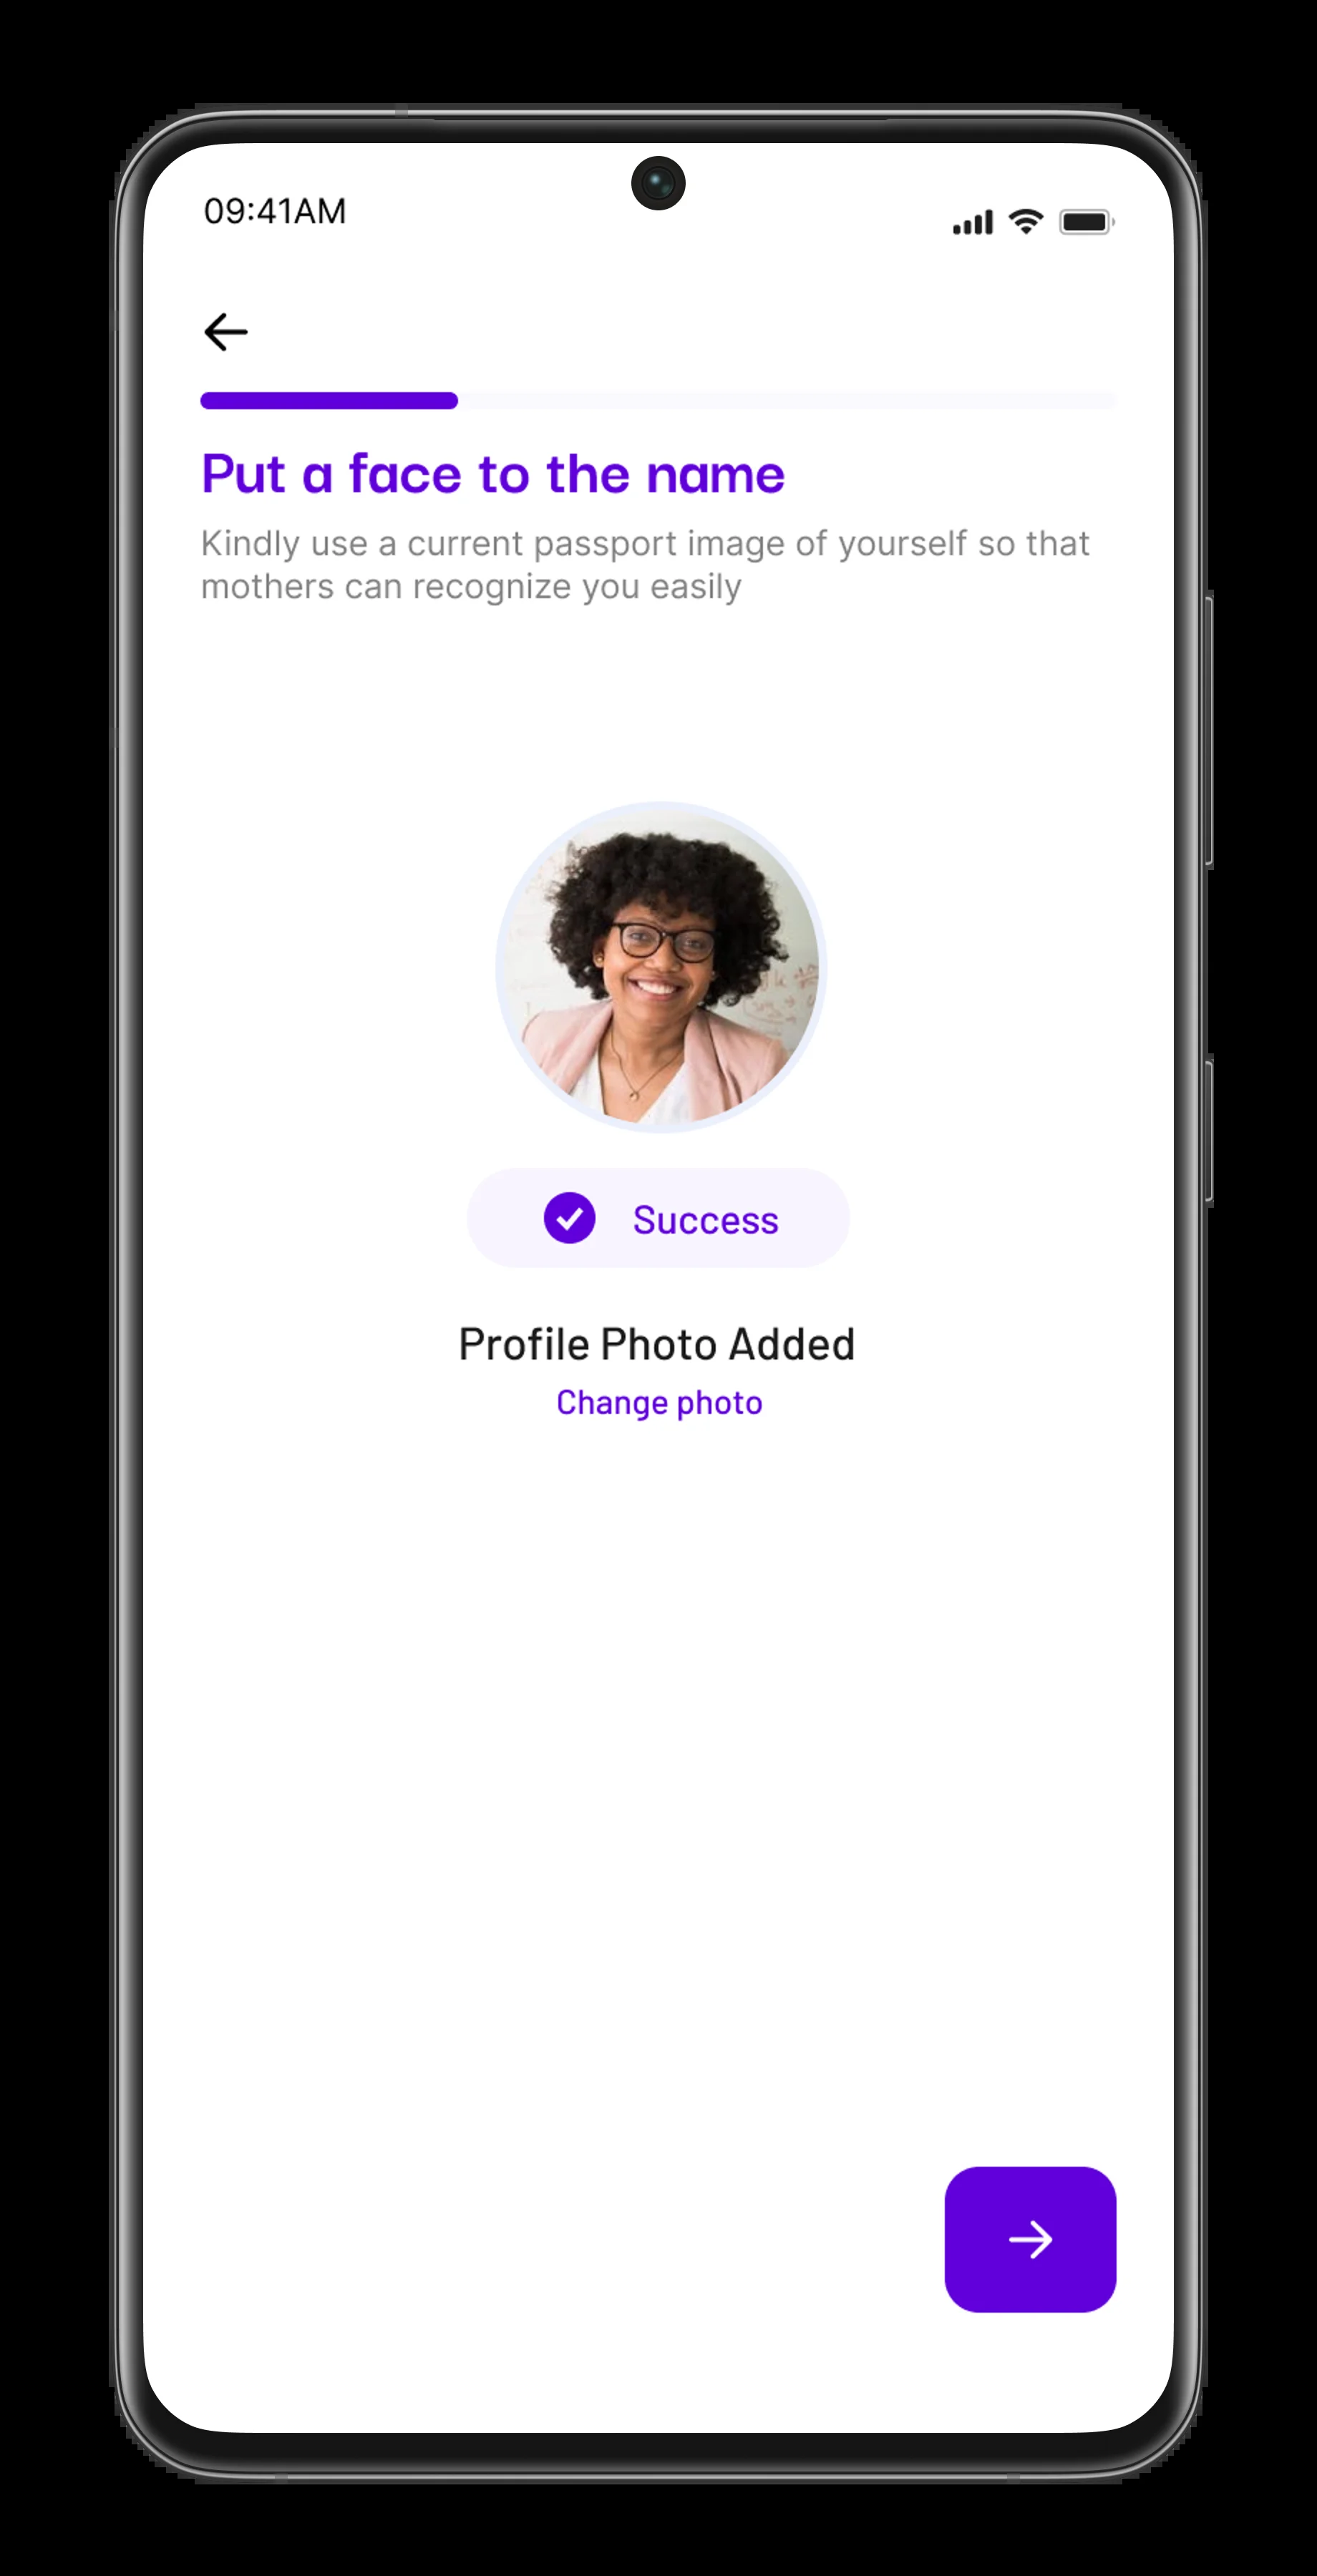 09:41AM
Put a face to the name
Kindly use a current passport image of yourself so that
mothers can recognize you easily
Success
Profile Photo Added
Change photo